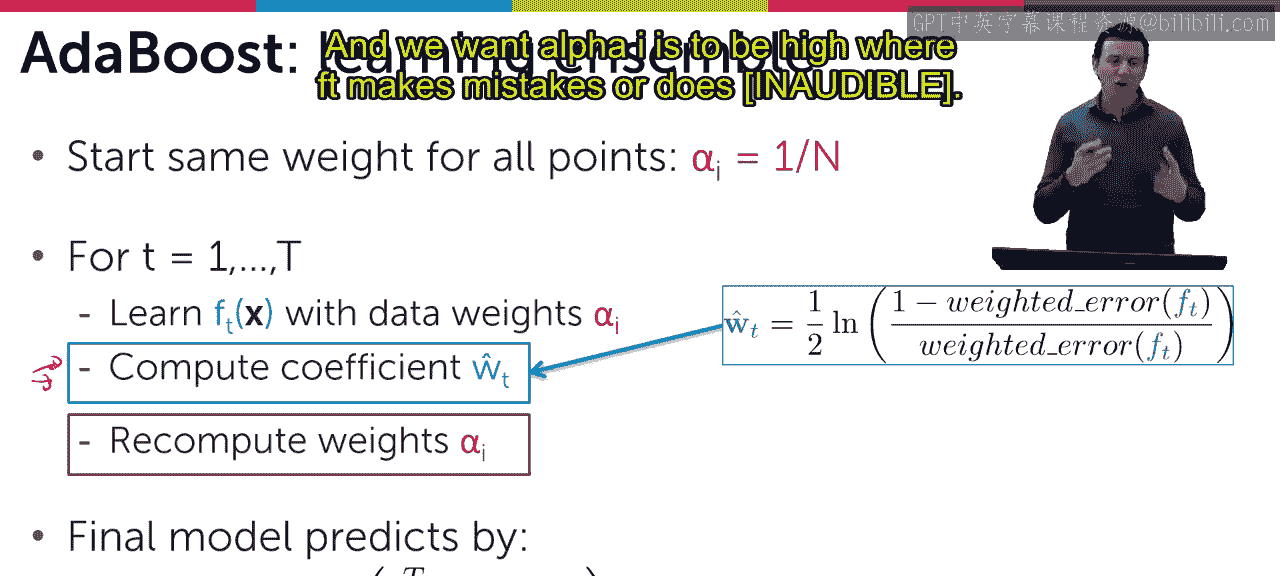 GPT中英字幕课程资源@bilibili.com
AdaBoost: learning ensemble
And we want alpha i is to be high where
ft makes mistakes or does [INAUDIBLE].
• Start same weight for all points: αi = 1/N
• For t = 1,...,T
- Learn ft(x) with data weights αi
- Compute coefficient ŵt
ŵt = 1/2 ln ( 1 − weighted_error(ft) / weighted_error(ft) )
- Recompute weights αi
• Final model predicts by: